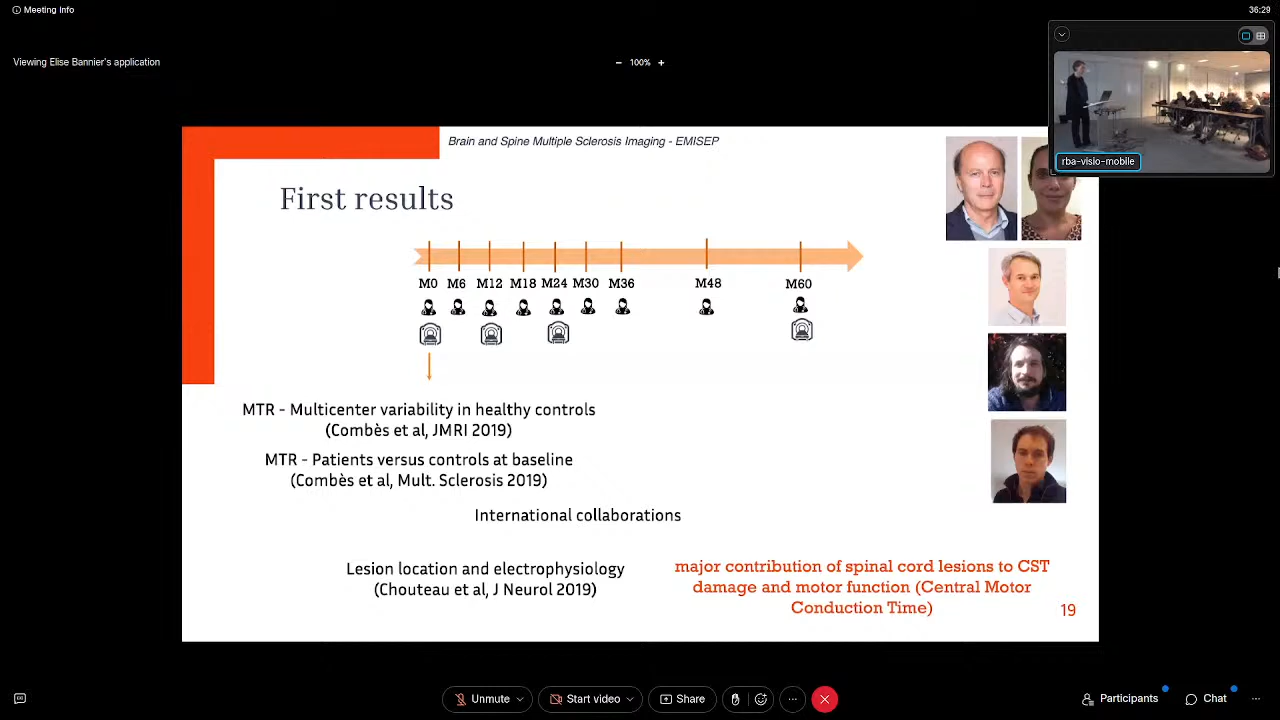 Meeting Info
36:29
Viewing Elise Bannier's application
100%
rba-visio-mobile
Brain and Spine Multiple Sclerosis Imaging - EMISEP
First results
M0 M6 M12 M18 M24 M30 M36 M48 M60
MTR - Multicenter variability in healthy controls
(Combès et al, JMRI 2019)
MTR - Patients versus controls at baseline
(Combès et al, Mult. Sclerosis 2019)
International collaborations
Lesion location and electrophysiology
(Chouteau et al, J Neurol 2019)
major contribution of spinal cord lesions to CST
damage and motor function (Central Motor
Conduction Time)
19
Unmute
Start video
Share
Participants
Chat